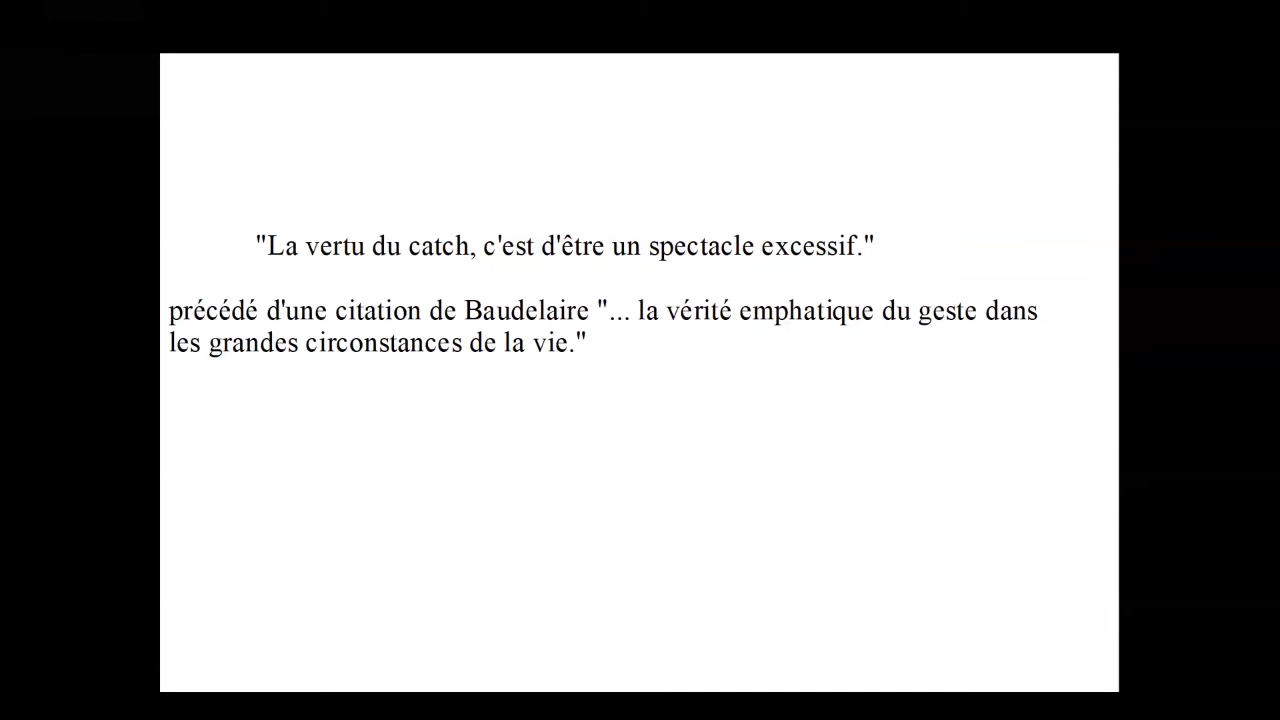 "La vertu du catch, c'est d'être un spectacle excessif."
précédé d'une citation de Baudelaire "... la vérité emphatique du geste dans
les grandes circonstances de la vie."